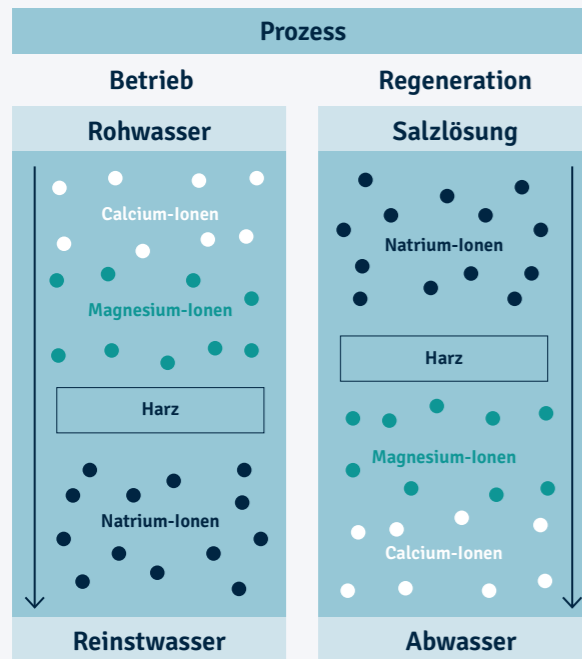 Prozess
Betrieb
Rohwasser
Calcium-Ionen
Magnesium-Ionen
Harz
Natrium-Ionen
Reinstwasser
Regeneration
Salzlösung
Natrium-Ionen
Harz
Magnesium-Ionen
Calcium-Ionen
Abwasser